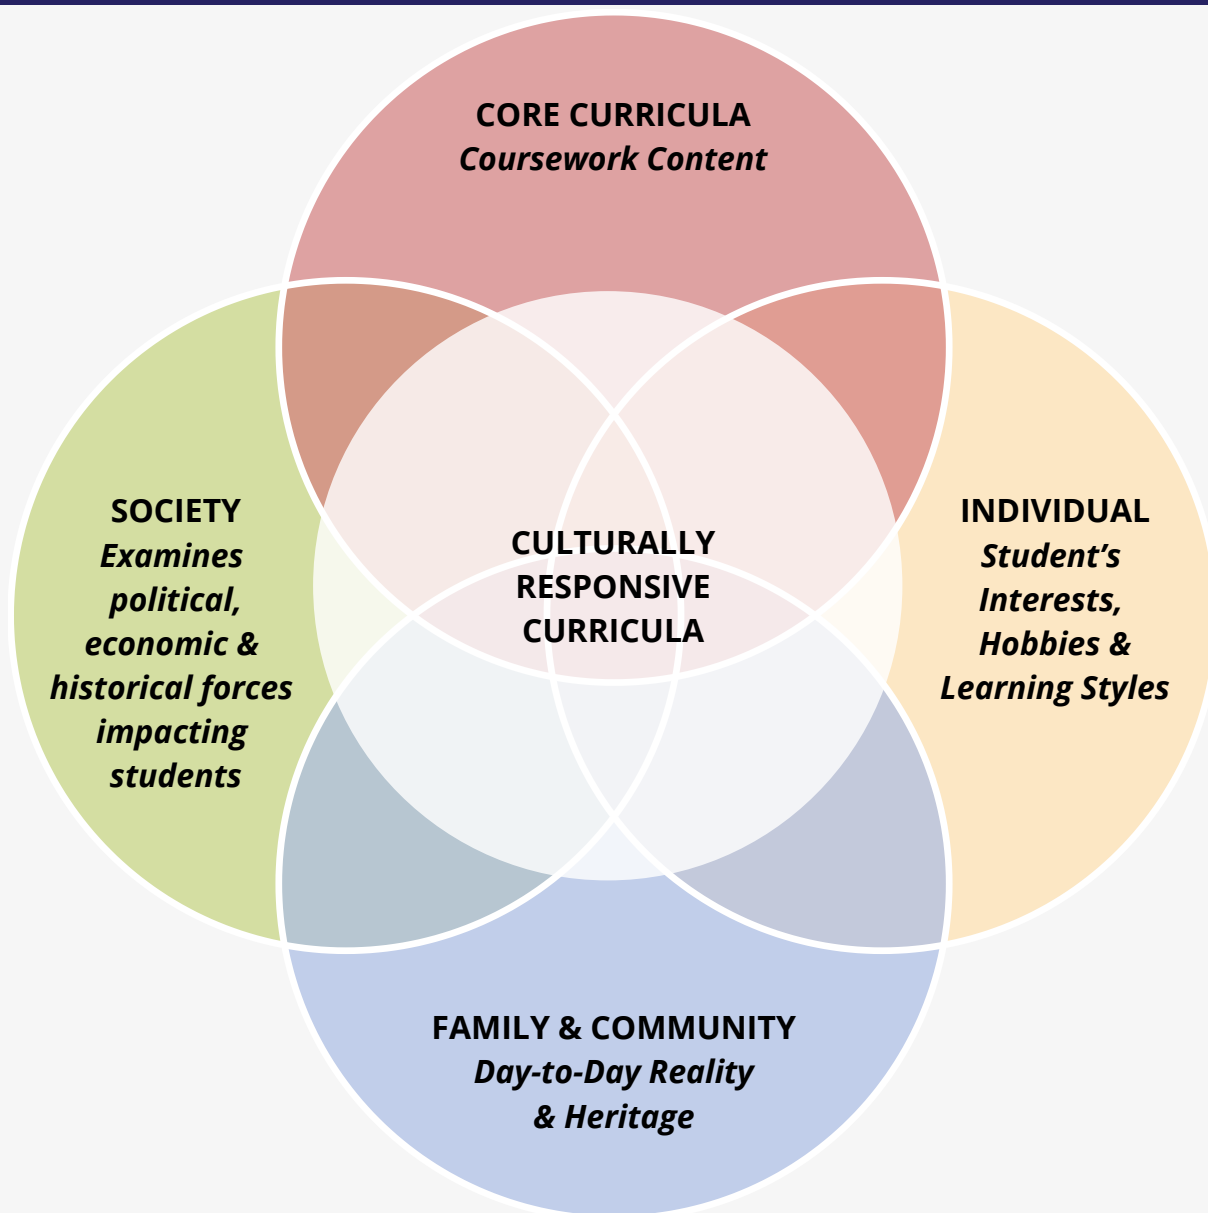 CORE CURRICULA
Coursework Content
SOCIETY
Examines
political,
economic &
historical forces
impacting
students
CULTURALLY
RESPONSIVE
CURRICULA
INDIVIDUAL
Student’s
Interests,
Hobbies &
Learning Styles
FAMILY & COMMUNITY
Day-to-Day Reality
& Heritage